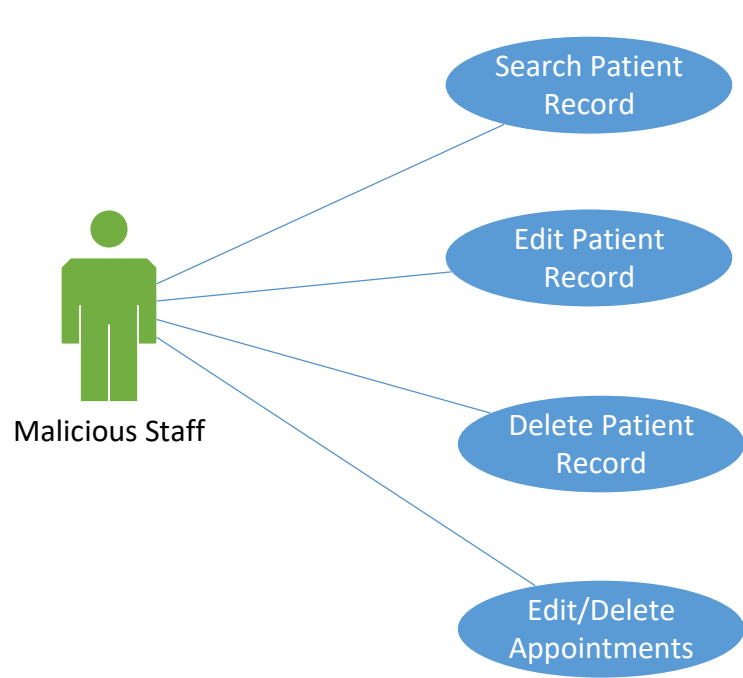 Search Patient
Record
Edit Patient
Record
Malicious Staff
Delete Patient
Record
Edit/Delete
Appointments